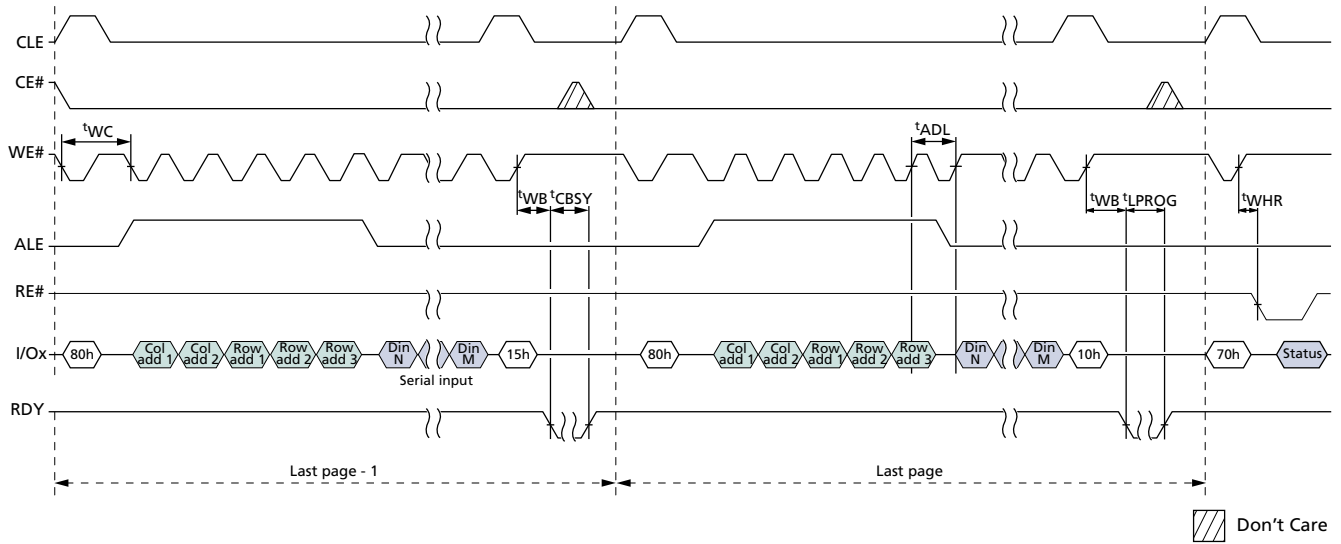 CLE
CE#
tWC
tADL
WE#
tWB tCBSY
tWB tLPROG
tWHR
ALE
RE#
I/Ox
80h
Col add 1
Col add 2
Row add 1
Row add 2
Row add 3
Din N
Din M
15h
80h
Col add 1
Col add 2
Row add 1
Row add 2
Row add 3
Din N
Din M
10h
70h
Status
Serial input
RDY
Last page - 1
Last page
Don't Care